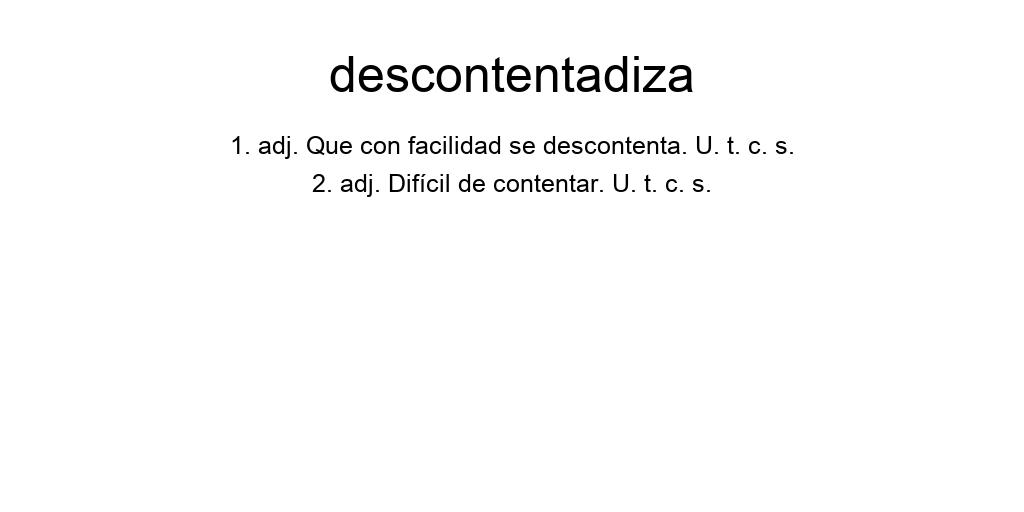 descontentadiza
1. adj. Que con facilidad se descontenta. U. t. c. s.
2. adj. Difícil de contentar. U. t. c. s.